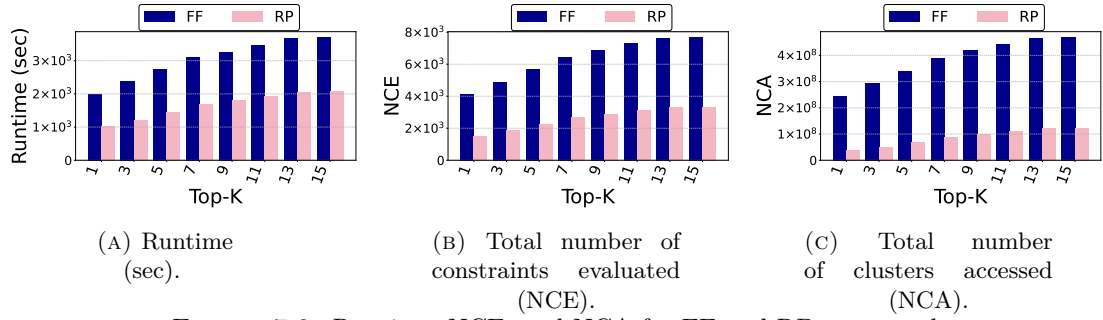 FF RP
Runtime (sec)
3×10³
2×10³
1×10³
0
1 3 5 7 9 11 13 15
Top-K
(A) Runtime
(sec).
FF RP
NCE
8×10³
6×10³
4×10³
2×10³
0
1 3 5 7 9 11 13 15
Top-K
(B) Total number of
constraints evaluated
(NCE).
FF RP
NCA
4×10⁸
3×10⁸
2×10⁸
1×10⁸
0
1 3 5 7 9 11 13 15
Top-K
(C) Total number
of clusters accessed
(NCA).